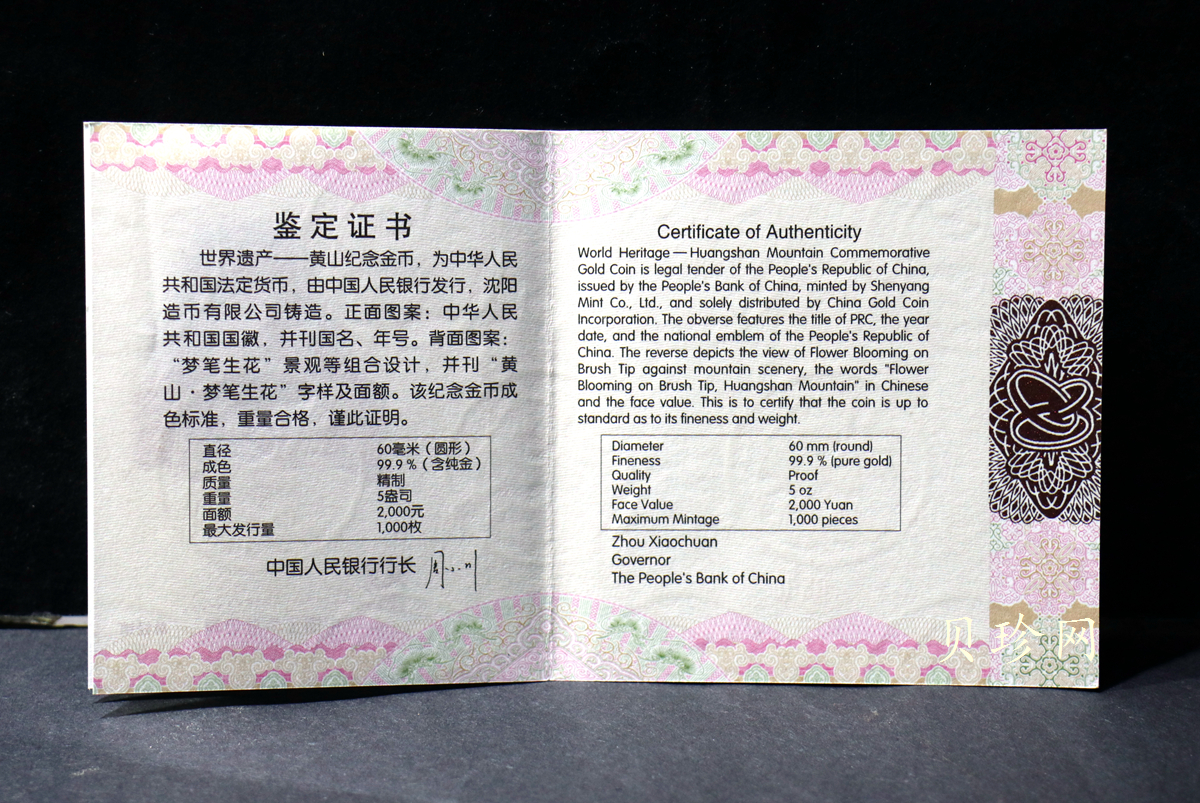 鉴定证书
世界遗产——黄山纪念金币，为中华人民
共和国法定货币，由中国人民银行发行，沈阳
造币有限公司铸造。正面图案：中华人民
共和国国徽，并刊国名、年号。背面图案：
“梦笔生花”景观等组合设计，并刊“黄
山·梦笔生花”字样及面额。该纪念金币成
色标准，重量合格，谨此证明。
直径 60毫米（圆形）
成色 99.9％（含纯金）
质量 精制
重量 5盎司
面额 2,000元
最大发行量 1,000枚
中国人民银行行长
Certificate of Authenticity
World Heritage — Huangshan Mountain Commemorative
Gold Coin is legal tender of the People's Republic of China,
issued by the People's Bank of China, minted by Shenyang
Mint Co., Ltd., and solely distributed by China Gold Coin
Incorporation. The obverse features the title of PRC, the year
date, and the national emblem of the People's Republic of
China. The reverse depicts the view of Flower Blooming on
Brush Tip against mountain scenery, the words "Flower
Blooming on Brush Tip, Huangshan Mountain" in Chinese
and the face value. This is to certify that the coin is up to
standard as to its fineness and weight.
Diameter 60 mm (round)
Fineness 99.9 % (pure gold)
Quality Proof
Weight 5 oz
Face Value 2,000 Yuan
Maximum Mintage 1,000 pieces
Zhou Xiaochuan
Governor
The People's Bank of China
贝珍网